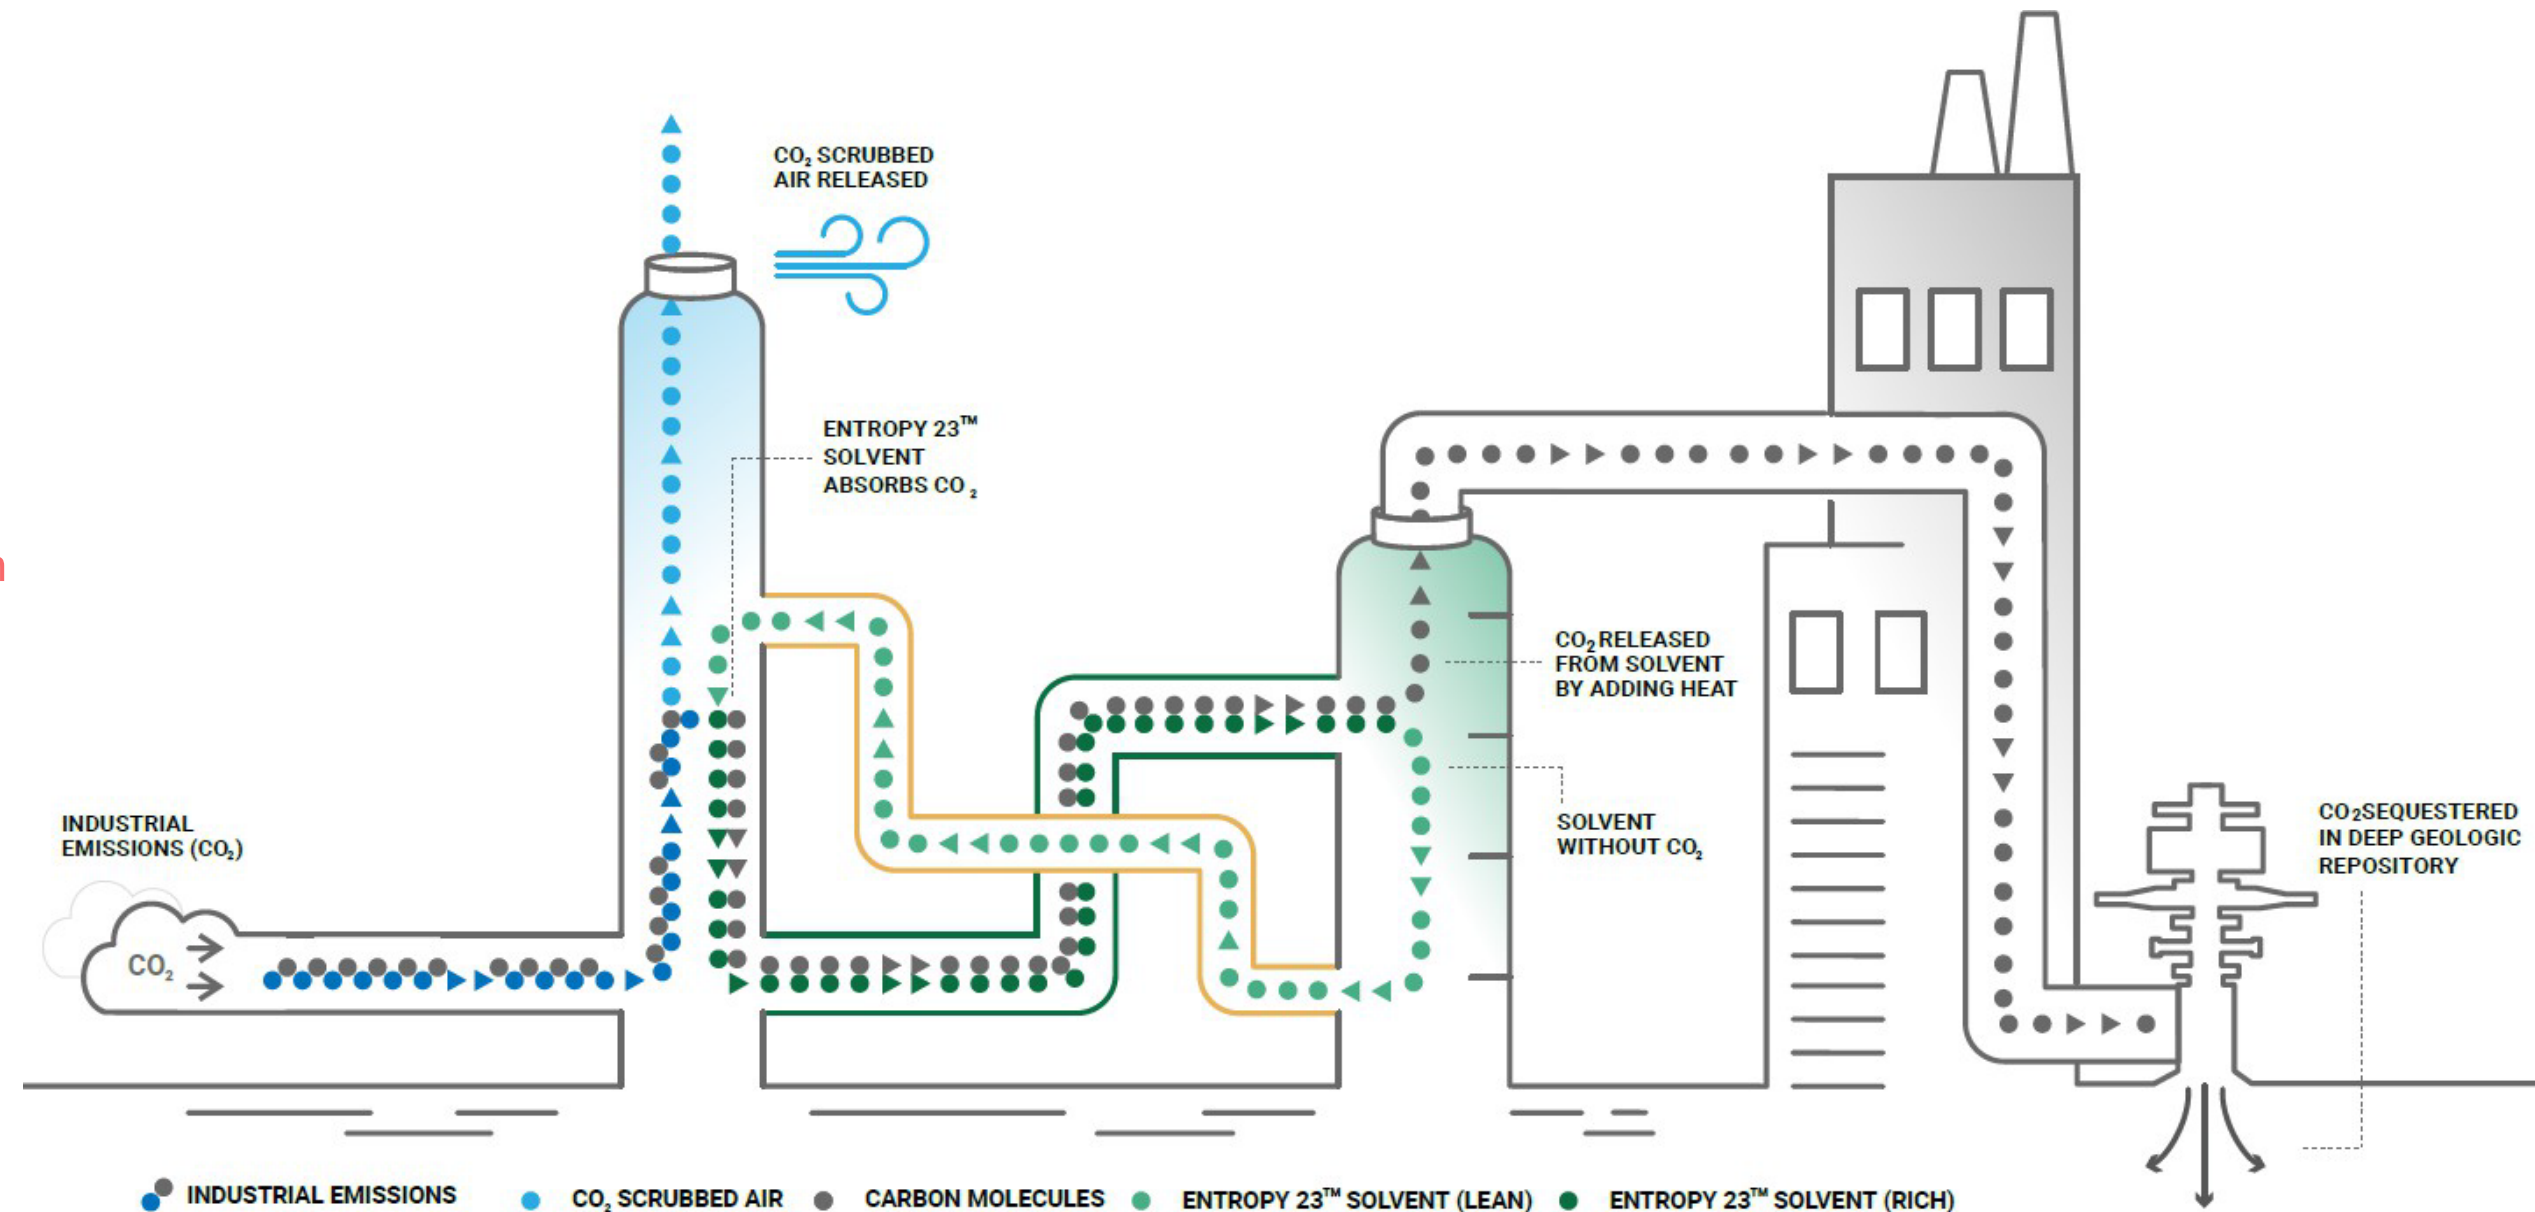 CO₂ SCRUBBED
AIR RELEASED
ENTROPY 23™
SOLVENT
ABSORBS CO₂
CO₂ RELEASED
FROM SOLVENT
BY ADDING HEAT
SOLVENT
WITHOUT CO₂
INDUSTRIAL
EMISSIONS (CO₂)
CO₂
CO₂SEQUESTERED
IN DEEP GEOLOGIC
REPOSITORY
INDUSTRIAL EMISSIONS
CO₂ SCRUBBED AIR
CARBON MOLECULES
ENTROPY 23™ SOLVENT (LEAN)
ENTROPY 23™ SOLVENT (RICH)